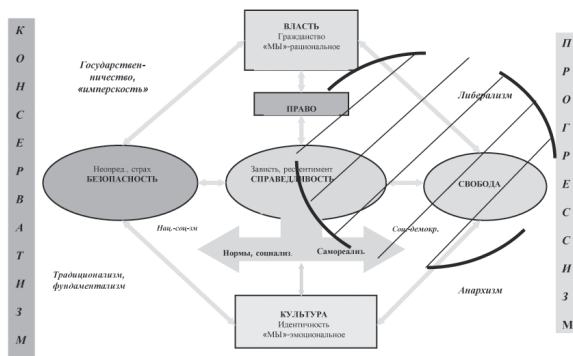 К
О
Н
С
Е
Р
В
А
Т
И
З
М
ВЛАСТЬ
Гражданство
«МЫ»-рациональное
Государствен-
ничество,
«имперскость»
ПРАВО
Либерализм
Неопред., страх
БЕЗОПАСНОСТЬ
Зависть, ресентимент
СПРАВЕДЛИВОСТЬ
СВОБОДА
Нац.-соц-зм
Соц-демокр.
Нормы, социализ.
Самореализ.
Традиционализм,
фундаментализм
Анархизм
КУЛЬТУРА
Идентичность
«МЫ»-эмоциональное
П
Р
О
Г
Р
Е
С
С
И
З
М